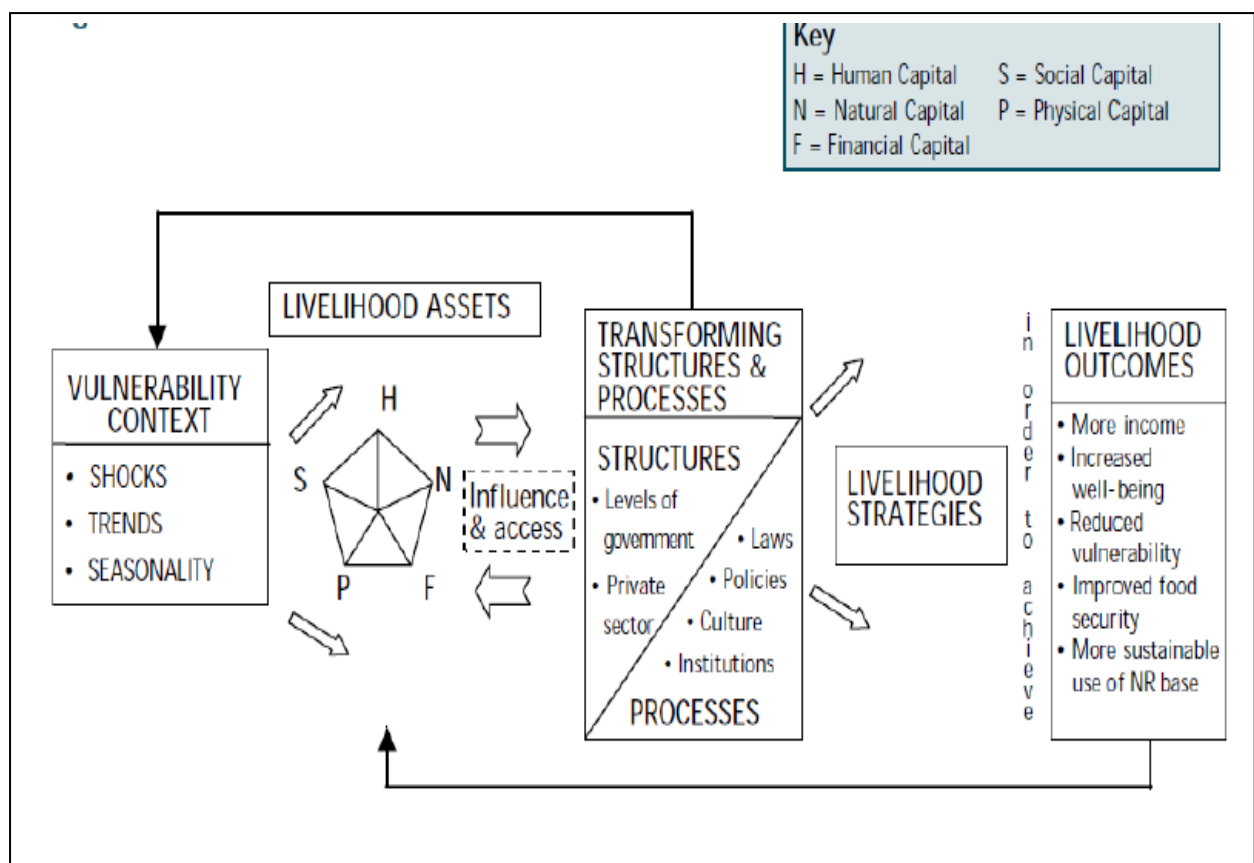 Key
H = Human Capital S = Social Capital
N = Natural Capital P = Physical Capital
F = Financial Capital
LIVELIHOOD ASSETS
VULNERABILITY
CONTEXT
• SHOCKS
• TRENDS
• SEASONALITY
H
S
N
P
F
Influence
& access
TRANSFORMING
STRUCTURES &
PROCESSES
STRUCTURES
• Levels of
government
• Private
sector
• Laws
• Policies
• Culture
• Institutions
PROCESSES
LIVELIHOOD
STRATEGIES
in order to achieve
LIVELIHOOD
OUTCOMES
• More income
• Increased
well-being
• Reduced
vulnerability
• Improved food
security
• More sustainable
use of NR base